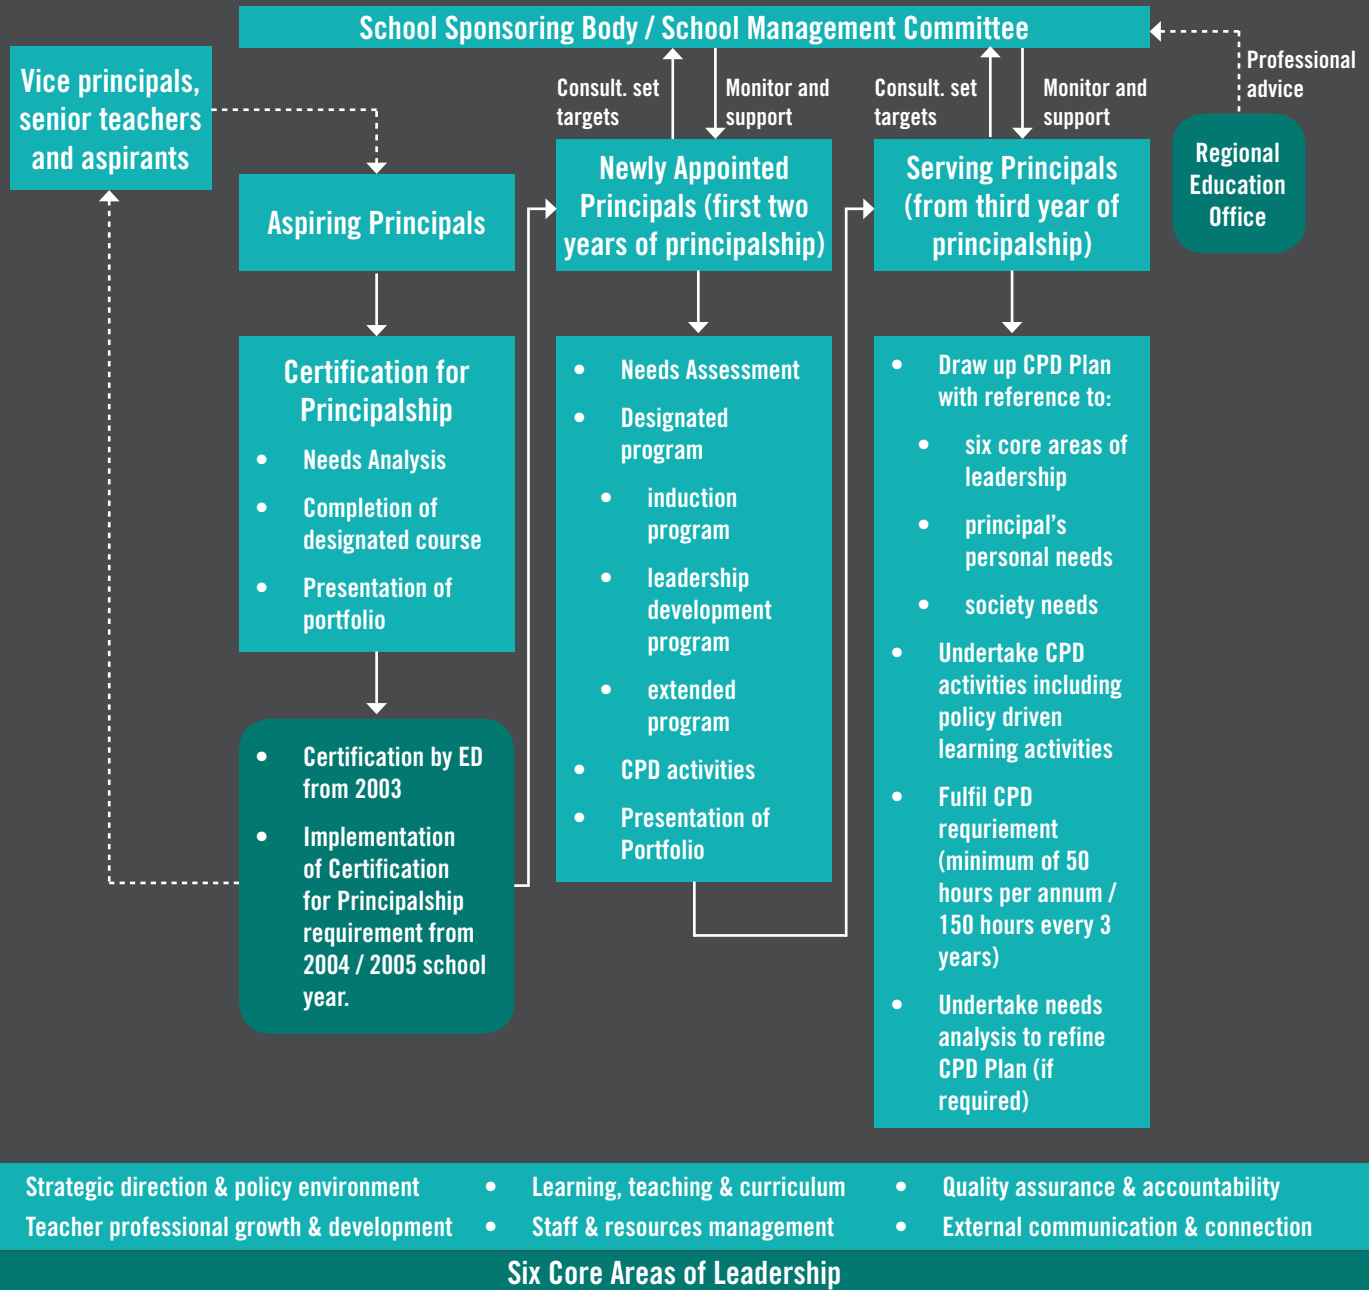 School Sponsoring Body / School Management Committee
Vice principals,
senior teachers
and aspirants
Consult. set
targets
Monitor and
support
Consult. set
targets
Monitor and
support
Professional
advice
Regional
Education
Office
Aspiring Principals
Newly Appointed
Principals (first two
years of principalship)
Serving Principals
(from third year of
principalship)
Certification for
Principalship
• Needs Analysis
• Completion of
designated course
• Presentation of
portfolio
• Certification by ED
from 2003
• Implementation
of Certification
for Principalship
requirement from
2004 / 2005 school
year.
• Needs Assessment
• Designated
program
• induction
program
• leadership
development
program
• extended
program
• CPD activities
• Presentation of
Portfolio
• Draw up CPD Plan
with reference to:
• six core areas of
leadership
• principal's
personal needs
• society needs
• Undertake CPD
activities including
policy driven
learning activities
• Fulfil CPD
requriement
(minimum of 50
hours per annum /
150 hours every 3
years)
• Undertake needs
analysis to refine
CPD Plan (if
required)
Strategic direction & policy environment • Learning, teaching & curriculum • Quality assurance & accountability
Teacher professional growth & development • Staff & resources management • External communication & connection
Six Core Areas of Leadership